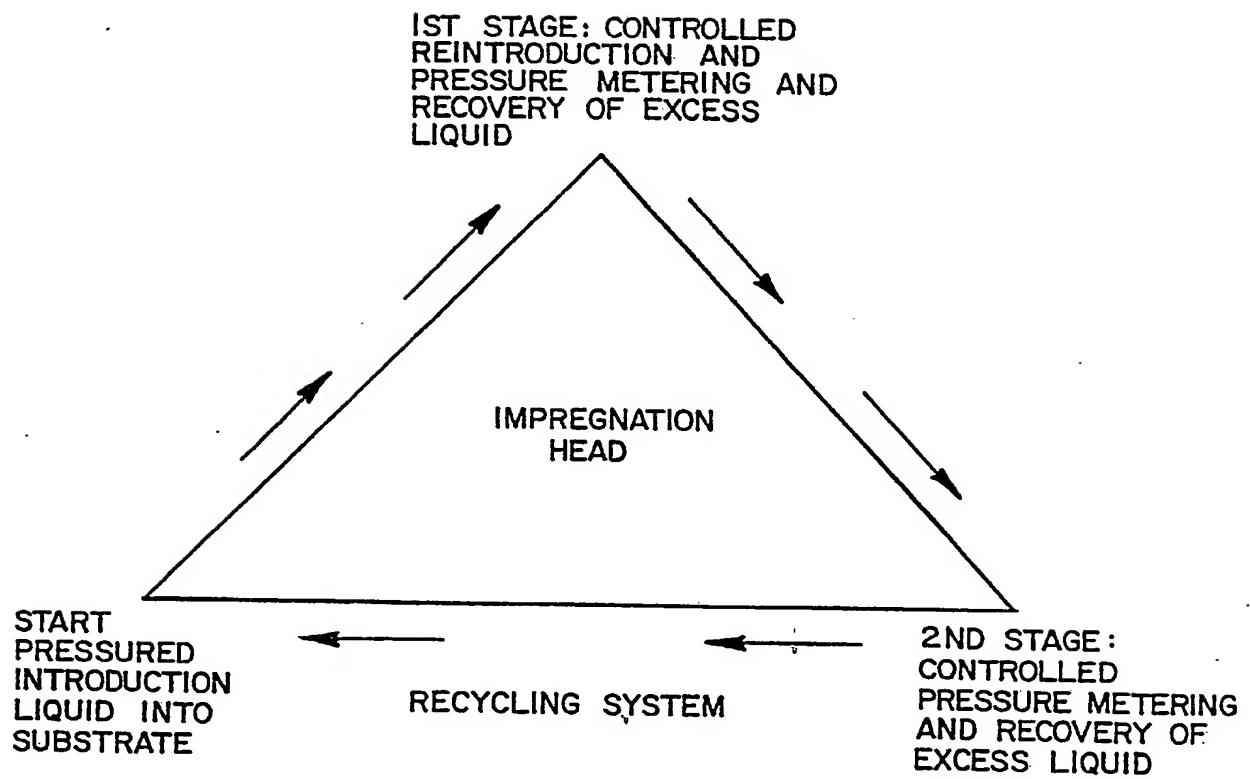 1ST STAGE: CONTROLLED
REINTRODUCTION AND
PRESSURE METERING AND
RECOVERY OF EXCESS
LIQUID
IMPREGNATION
HEAD
START
PRESSURED
INTRODUCTION
LIQUID INTO
SUBSTRATE
RECYCLING SYSTEM
2ND STAGE:
CONTROLLED
PRESSURE METERING
AND RECOVERY OF
EXCESS LIQUID